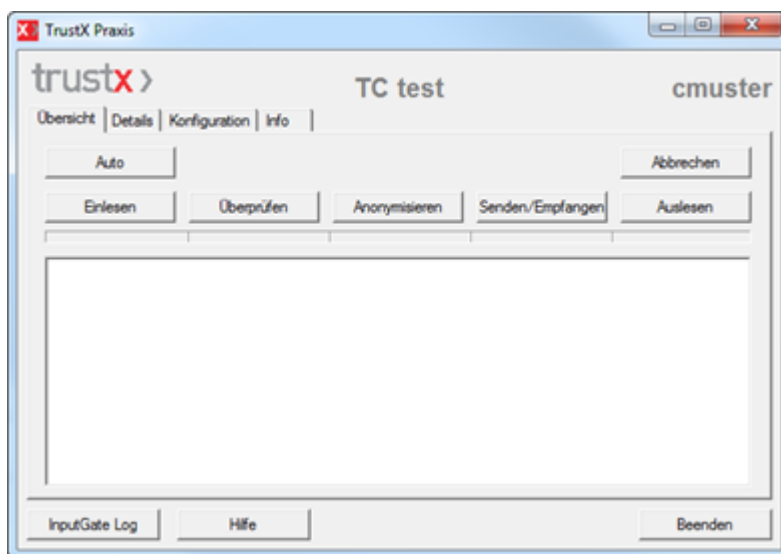 TrustX Praxis
trustx
TC test
cmuster
Übersicht Details Konfiguration Info
Auto Abbrechen
Einlesen Überprüfen Anonymisieren Senden/Empfangen Auslesen
InputGate Log Hilfe Beenden